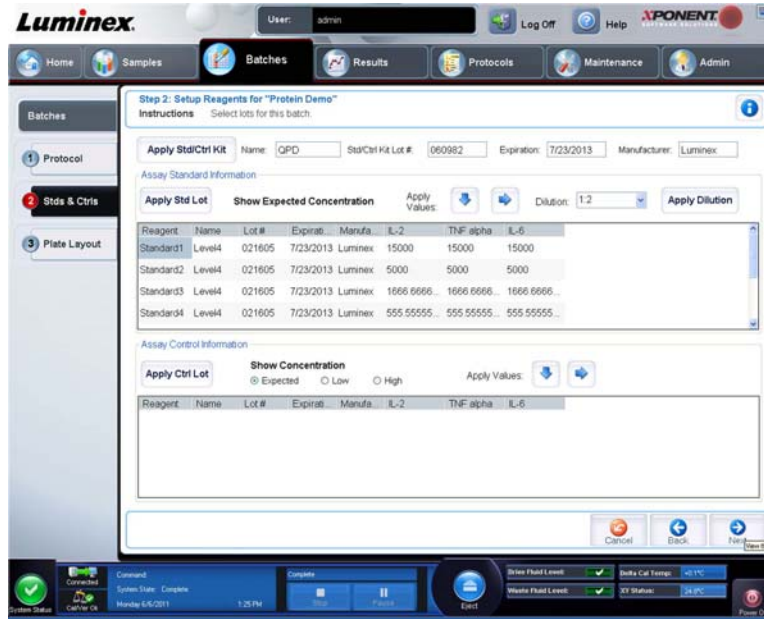 Luminex.
User: admin
Log Off
Help
XPONENT
Home
Samples
Batches
Results
Protocols
Maintenance
Admin
Batches
1 Protocol
2 Stds & Ctrls
3 Plate Layout
Step 2: Setup Reagents for "Protein Demo"
Instructions Select lots for this batch.
Apply Std/Ctrl Kit Name: QPD Std/Ctrl Kit Lot #: 060982 Expiration: 7/23/2013 Manufacturer: Luminex
Assay Standard Information
Apply Std Lot Show Expected Concentration Apply Values: Dilution: 1:2 Apply Dilution
Reagent Name Lot # Expirati... Manufa... IL-2 TNF alpha IL-6
Standard1 Level4 021605 7/23/2013 Luminex 15000 15000 15000
Standard2 Level4 021605 7/23/2013 Luminex 5000 5000 5000
Standard3 Level4 021605 7/23/2013 Luminex 1666.6666... 1666.6666... 1666.6666...
Standard4 Level4 021605 7/23/2013 Luminex 555.55555... 555.55555... 555.55555...
Assay Control Information
Apply Ctrl Lot Show Concentration Apply Values:
Expected Low High
Reagent Name Lot # Expirati... Manufa... IL-2 TNF alpha IL-6
Cancel
Back
System Status
Connected
Cal/Ver Ok
Command:
System State: Complete
Monday 6/6/2011 1:25 PM
Complete
Stop
Pause
Eject
Drive Fluid Level:
Waste Fluid Level:
Delta Cal Temp: +0.1°C
XY Status: